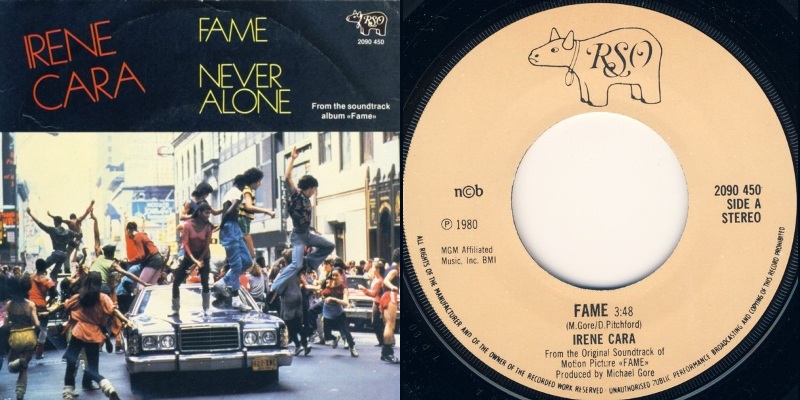 IRENE
CARA
FAME
NEVER
ALONE
RSO
2090 450
From the soundtrack
album «Fame»
RSO
n©b
℗ 1980
MGM Affiliated
Music, Inc. BMI
2090 450
SIDE A
STEREO
FAME 3:48
(M.Gore/D.Pitchford)
IRENE CARA
From the Original Soundtrack of
Motion Picture «FAME»
Produced by Michael Gore
ALL RIGHTS OF THE MANUFACTURER AND OF THE OWNER OF THE RECORDED WORK RESERVED · UNAUTHORISED PUBLIC PERFORMANCE BROADCASTING AND COPYING OF THIS RECORD PROHIBITED